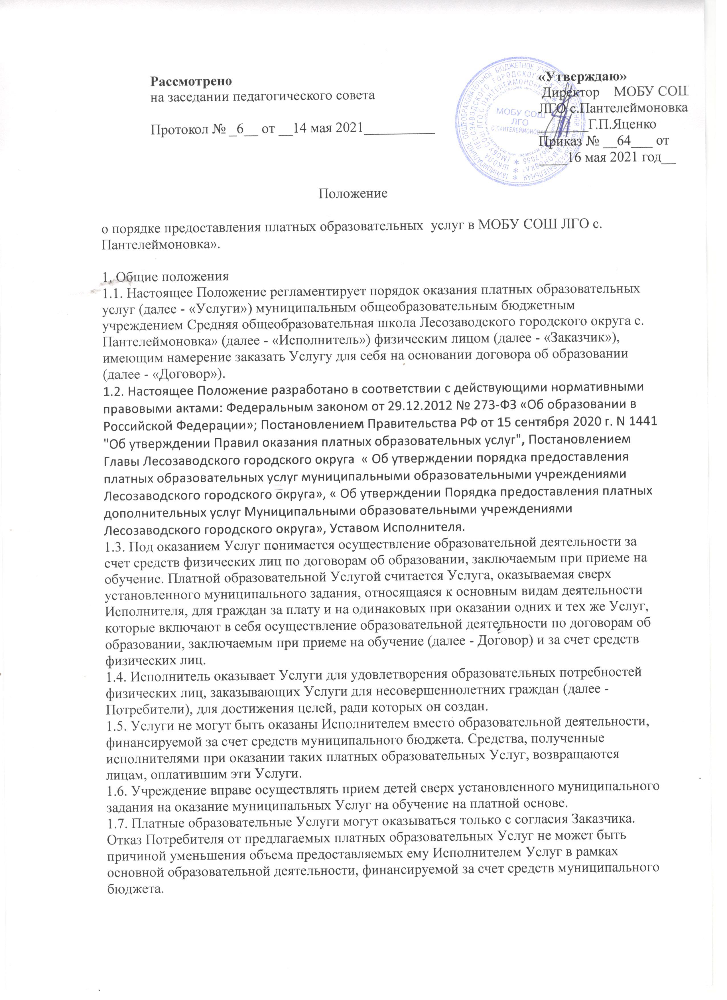 Рассмотрено
на заседании педагогического совета
Протокол № _6__ от __14 мая 2021__________
«Утверждаю»
Директор МОБУ СОШ
ЛГО с.Пантелеймоновка
_______Г.П.Яценко
Приказ № __64___ от
____16 мая 2021 год__
МОБУ СОШ
ЛГО
С.ПАНТЕЛЕЙМОНОВКА
Положение
о порядке предоставления платных образовательных услуг в МОБУ СОШ ЛГО с.
Пантелеймоновка».
1. Общие положения
1.1. Настоящее Положение регламентирует порядок оказания платных образовательных
услуг (далее - «Услуги») муниципальным общеобразовательным бюджетным
учреждением Средняя общеобразовательная школа Лесозаводского городского округа с.
Пантелеймоновка» (далее - «Исполнитель») физическим лицом (далее - «Заказчик»),
имеющим намерение заказать Услугу для себя на основании договора об образовании
(далее - «Договор»).
1.2. Настоящее Положение разработано в соответствии с действующими нормативными
правовыми актами: Федеральным законом от 29.12.2012 № 273-ФЗ «Об образовании в
Российской Федерации»; Постановлением Правительства РФ от 15 сентября 2020 г. N 1441
"Об утверждении Правил оказания платных образовательных услуг", Постановлением
Главы Лесозаводского городского округа « Об утверждении порядка предоставления
платных образовательных услуг муниципальными образовательными учреждениями
Лесозаводского городского округа», « Об утверждении Порядка предоставления платных
дополнительных услуг Муниципальными образовательными учреждениями
Лесозаводского городского округа», Уставом Исполнителя.
1.3. Под оказанием Услуг понимается осуществление образовательной деятельности за
счет средств физических лиц по договорам об образовании, заключаемым при приеме на
обучение. Платной образовательной Услугой считается Услуга, оказываемая сверх
установленного муниципального задания, относящаяся к основным видам деятельности
Исполнителя, для граждан за плату и на одинаковых при оказании одних и тех же Услуг,
которые включают в себя осуществление образовательной деятельности по договорам об
образовании, заключаемым при приеме на обучение (далее - Договор) и за счет средств
физических лиц.
1.4. Исполнитель оказывает Услуги для удовлетворения образовательных потребностей
физических лиц, заказывающих Услуги для несовершеннолетних граждан (далее -
Потребители), для достижения целей, ради которых он создан.
1.5. Услуги не могут быть оказаны Исполнителем вместо образовательной деятельности,
финансируемой за счет средств муниципального бюджета. Средства, полученные
исполнителями при оказании таких платных образовательных Услуг, возвращаются
лицам, оплатившим эти Услуги.
1.6. Учреждение вправе осуществлять прием детей сверх установленного муниципального
задания на оказание муниципальных Услуг на обучение на платной основе.
1.7. Платные образовательные Услуги могут оказываться только с согласия Заказчика.
Отказ Потребителя от предлагаемых платных образовательных Услуг не может быть
причиной уменьшения объема предоставляемых ему Исполнителем Услуг в рамках
основной образовательной деятельности, финансируемой за счет средств муниципального
бюджета.